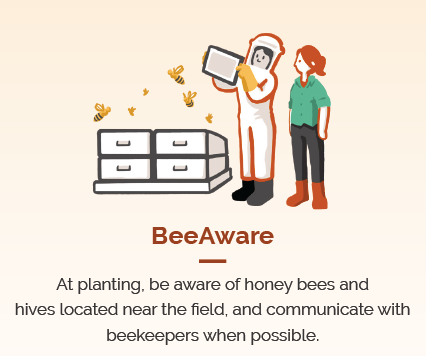 BeeAware
At planting, be aware of honey bees and
hives located near the field, and communicate with
beekeepers when possible.